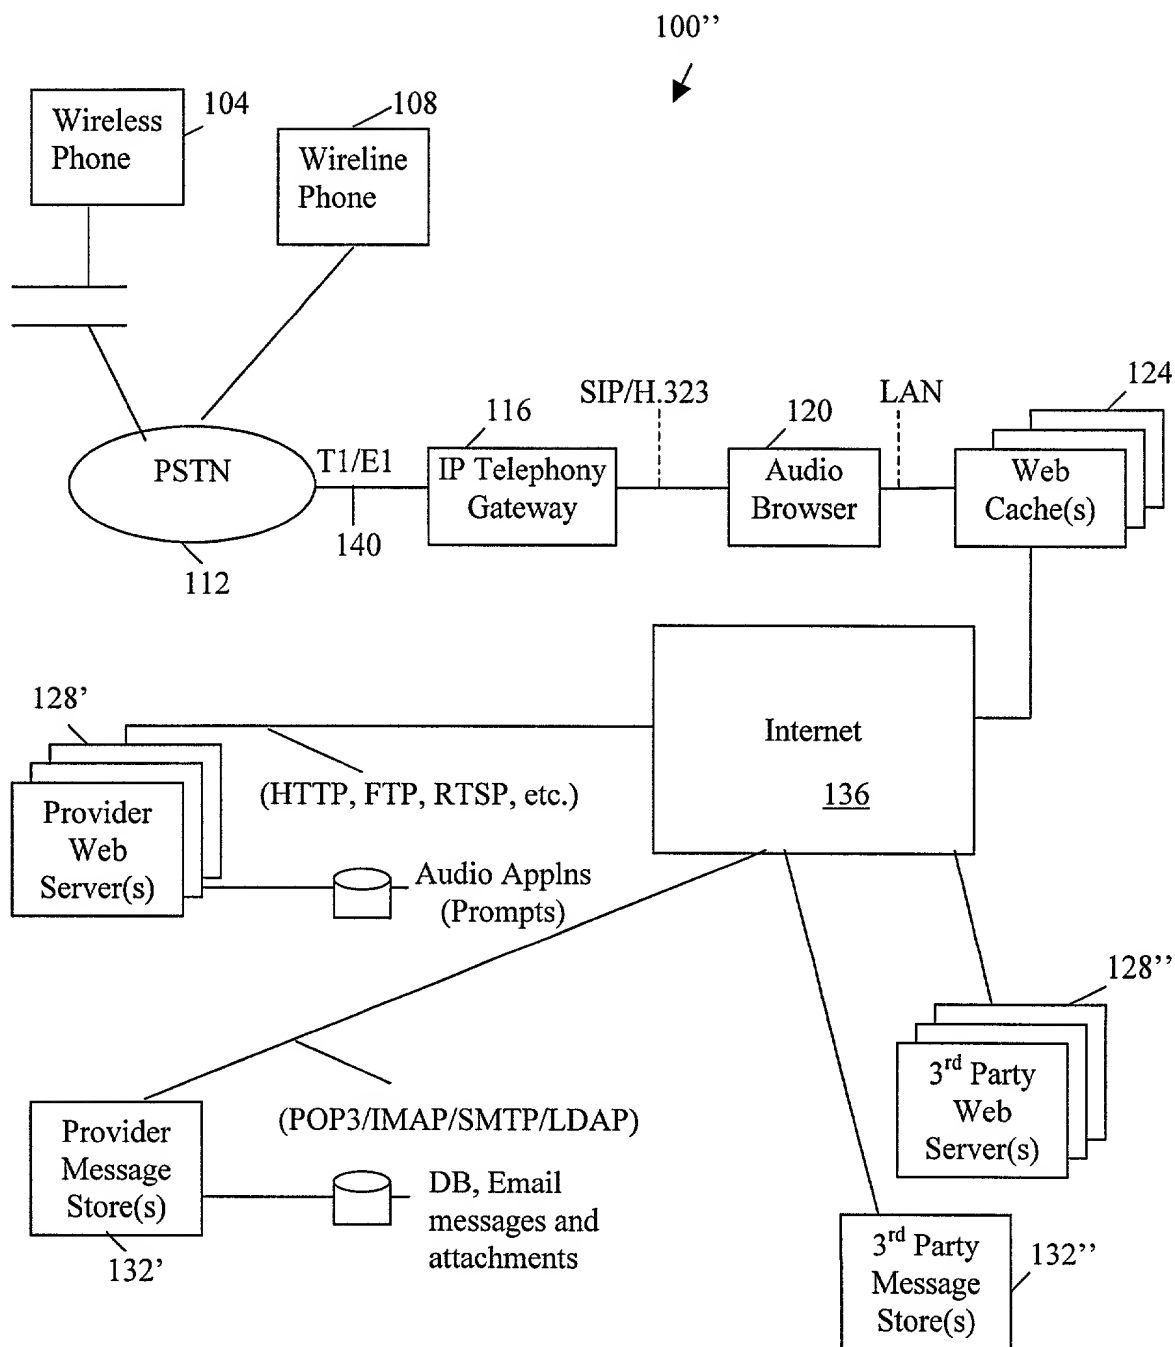 100’’
104
Wireless
Phone
108
Wireline
Phone
124
SIP/H.323
LAN
116
120
PSTN
T1/E1
IP Telephony
Gateway
Audio
Browser
Web
Cache(s)
140
112
128’
Internet
136
(HTTP, FTP, RTSP, etc.)
Provider
Web
Server(s)
Audio Applns
(Prompts)
128’’
3rd Party
Web
Server(s)
(POP3/IMAP/SMTP/LDAP)
Provider
Message
Store(s)
132’
DB, Email
messages and
attachments
3rd Party
Message
Store(s)
132’’